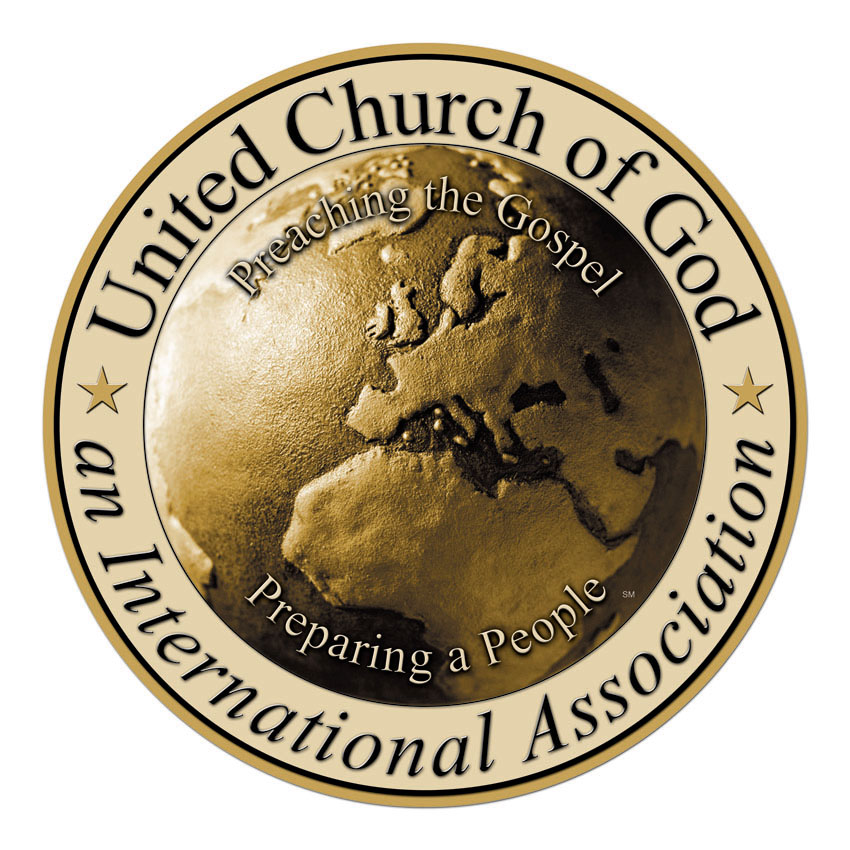 United Church of God
Preaching the Gospel
Preparing a People
SM
an International Association